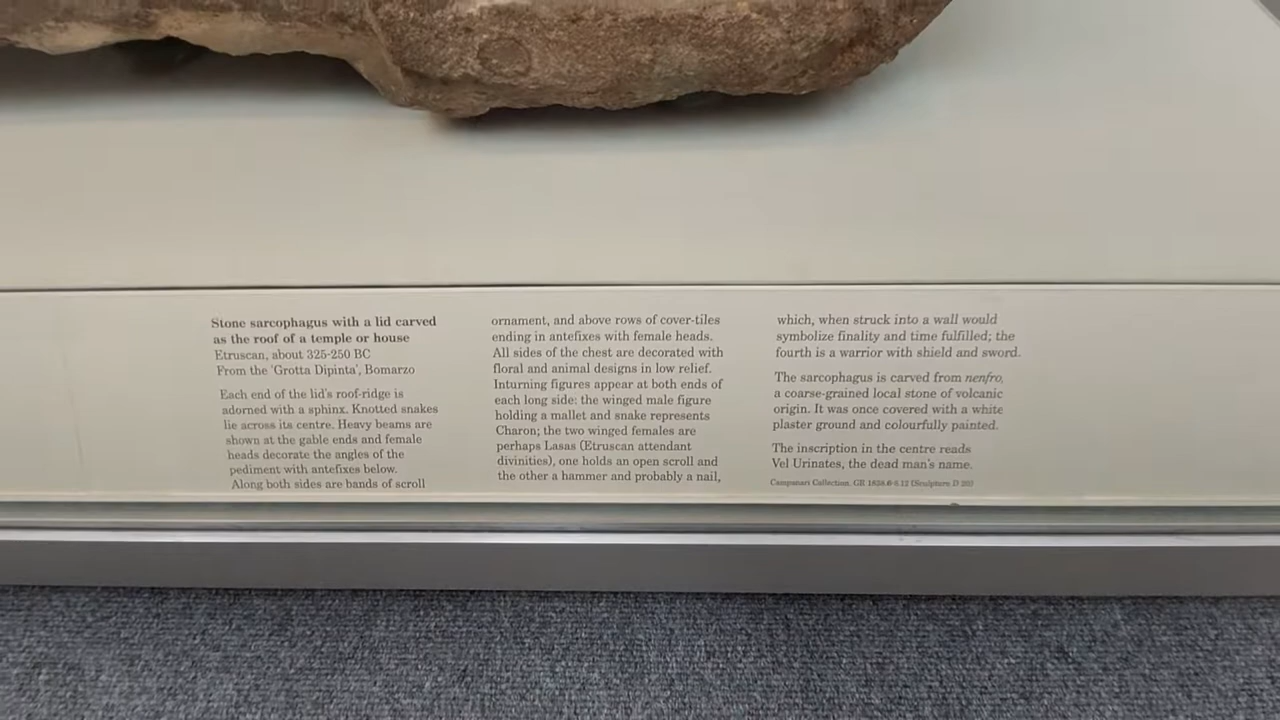 Stone sarcophagus with a lid carved
as the roof of a temple or house
Etruscan, about 325-250 BC
From the 'Grotta Dipinta', Bomarzo
Each end of the lid's roof-ridge is
adorned with a sphinx. Knotted snakes
lie across its centre. Heavy beams are
shown at the gable ends and female
heads decorate the angles of the
pediment with antefixes below.
Along both sides are bands of scroll
ornament, and above rows of cover-tiles
ending in antefixes with female heads.
All sides of the chest are decorated with
floral and animal designs in low relief.
Inturning figures appear at both ends of
each long side: the winged male figure
holding a mallet and snake represents
Charon; the two winged females are
perhaps Lasas (Etruscan attendant
divinities), one holds an open scroll and
the other a hammer and probably a nail,
which, when struck into a wall would
symbolize finality and time fulfilled; the
fourth is a warrior with shield and sword.
The sarcophagus is carved from nenfro,
a coarse-grained local stone of volcanic
origin. It was once covered with a white
plaster ground and colourfully painted.
The inscription in the centre reads
Vel Urinates, the dead man's name.
Campanari Collection, GR 1838.6-8.12 (Sculpture D 20)